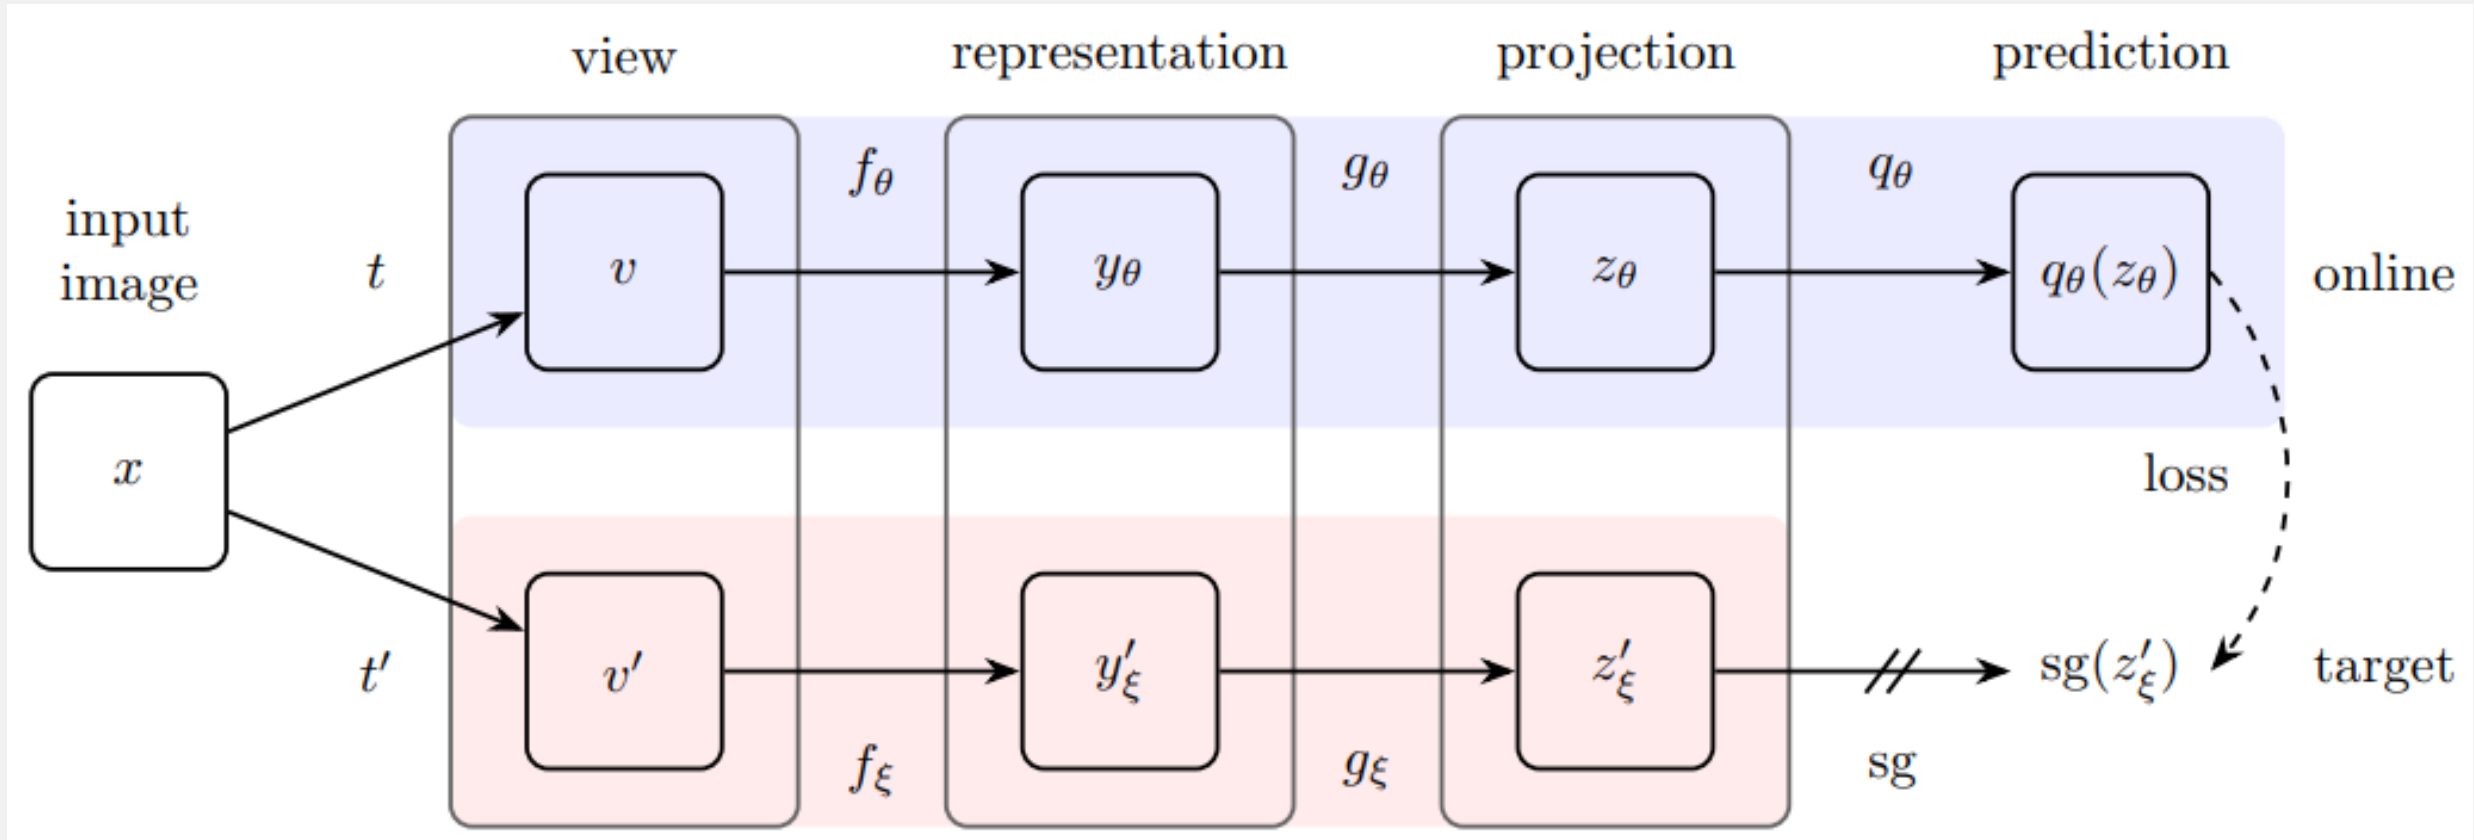 view
representation
projection
prediction
input
image
t
f_θ
g_θ
q_θ
v
y_θ
z_θ
q_θ(z_θ)
online
x
loss
t′
v′
y′_ξ
z′_ξ
sg(z′_ξ)
target
f_ξ
g_ξ
sg